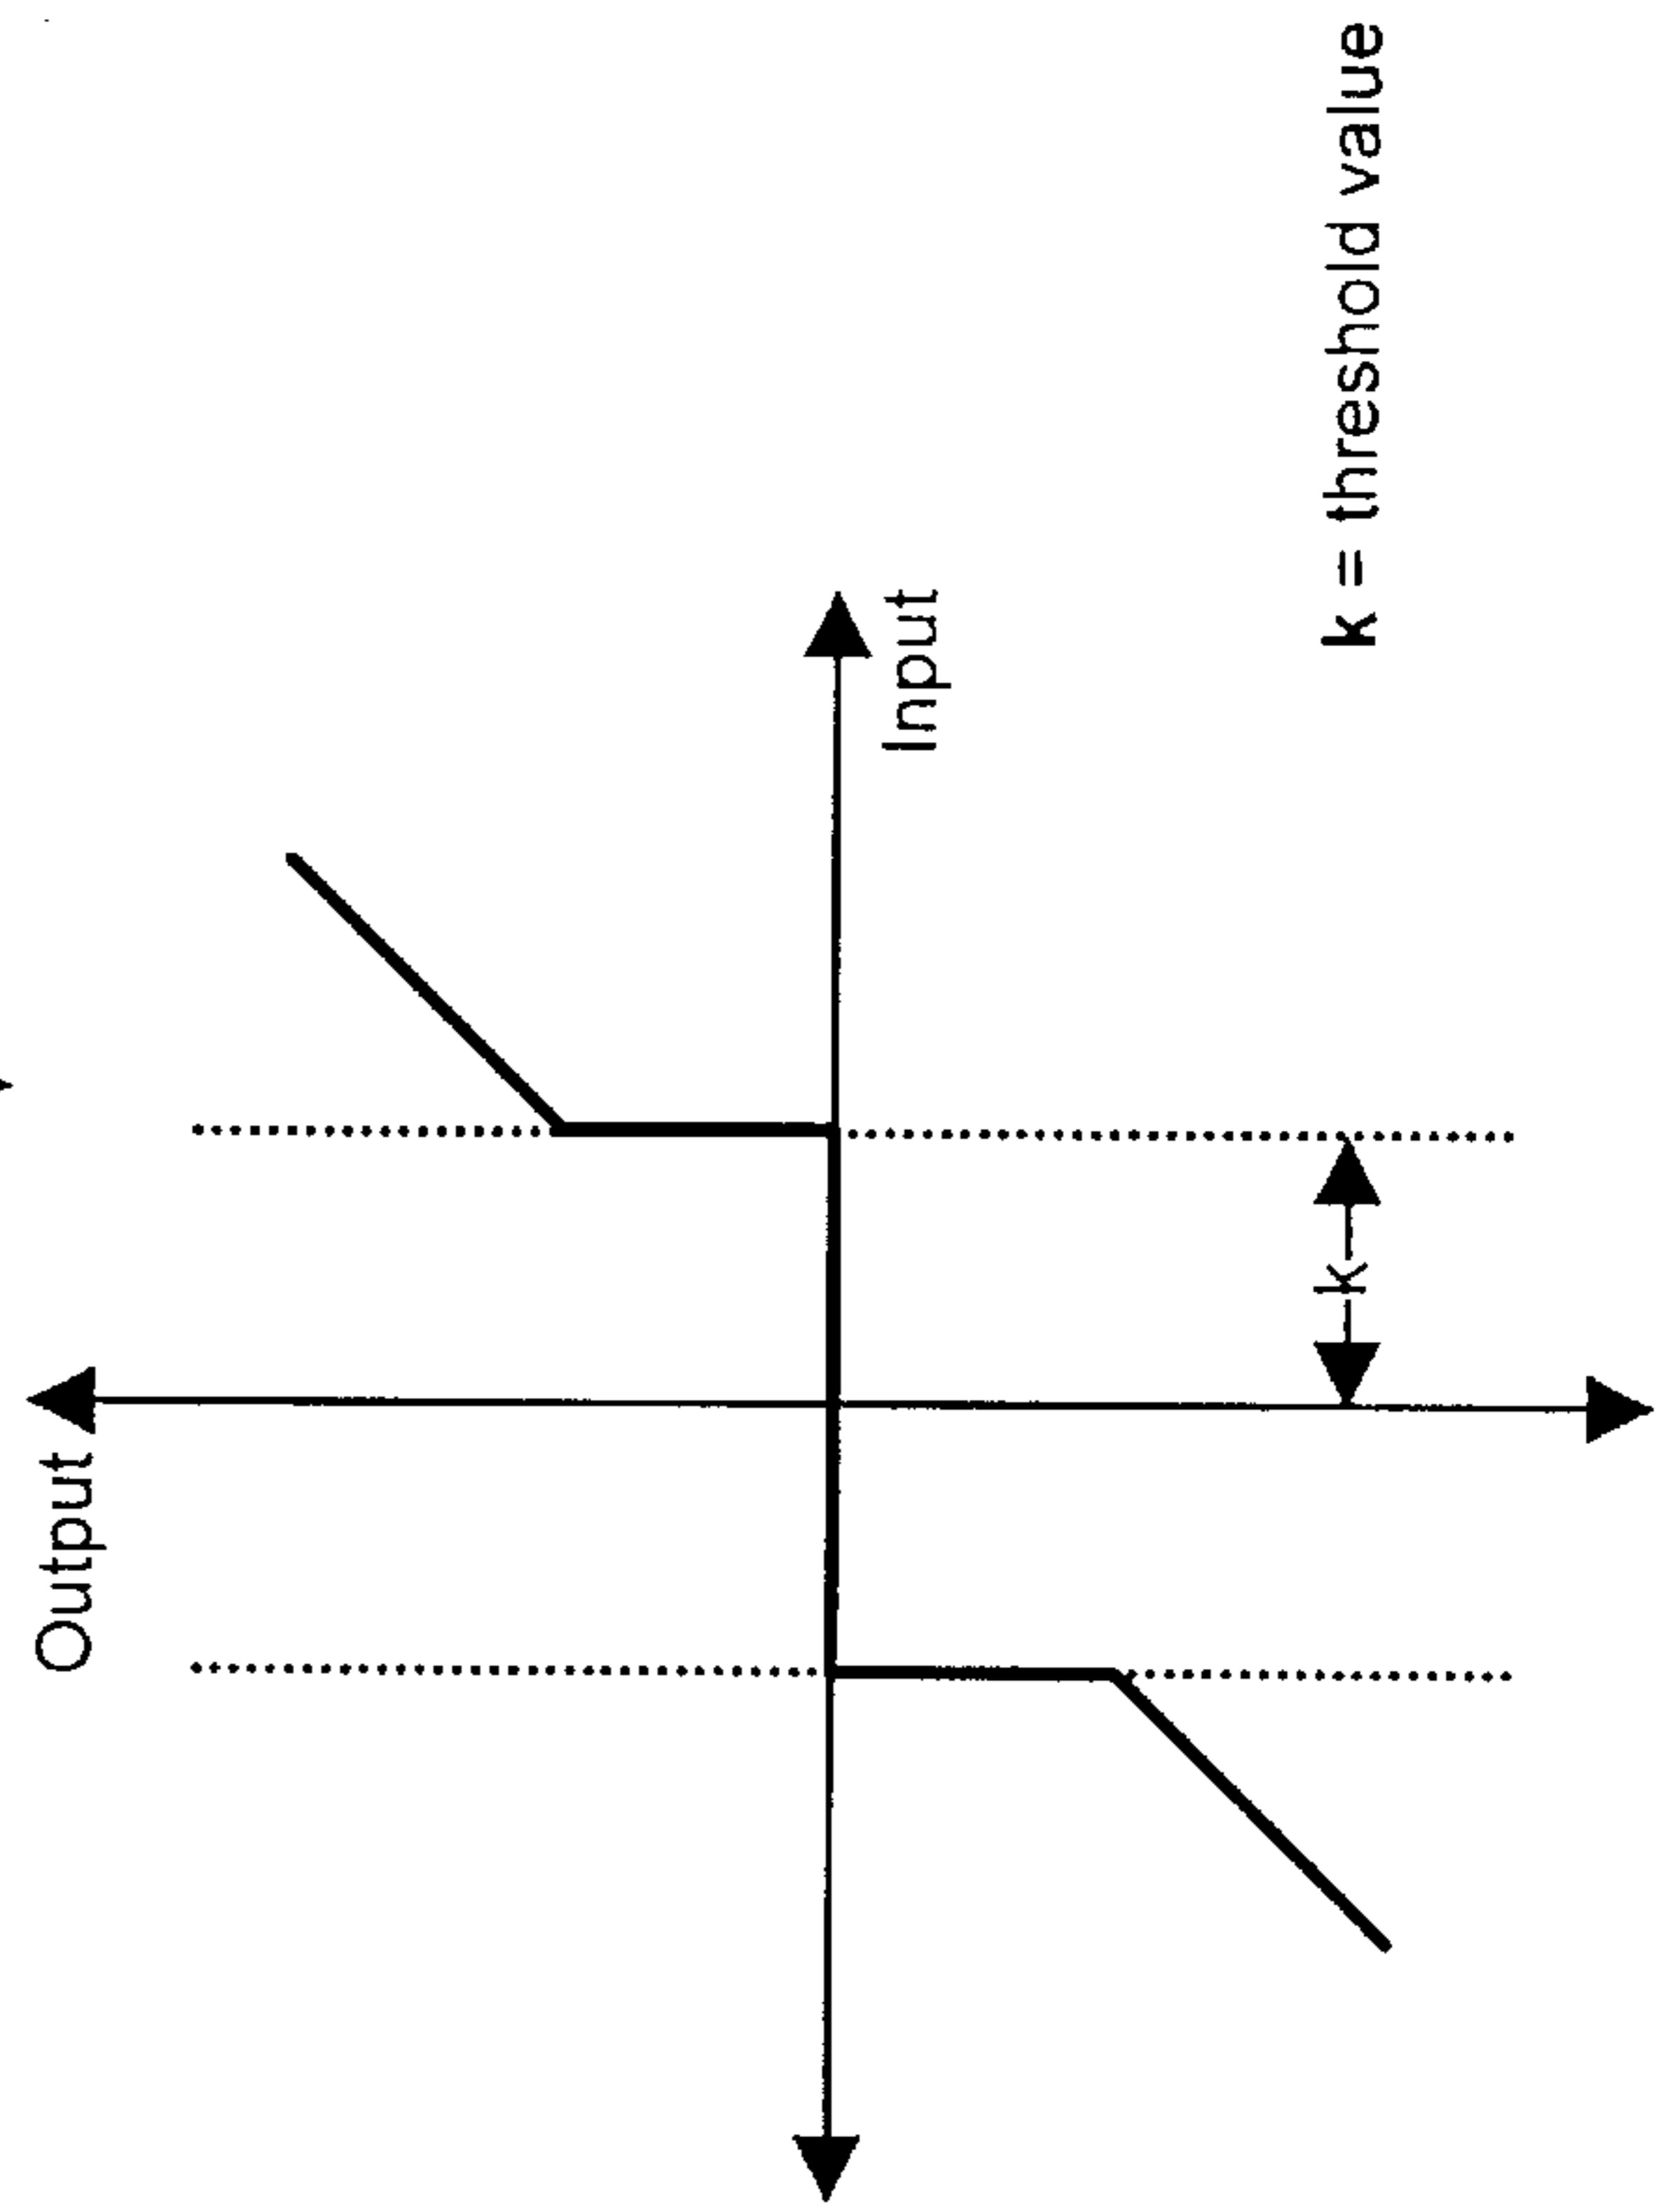 Output
Input
k
k = threshold value